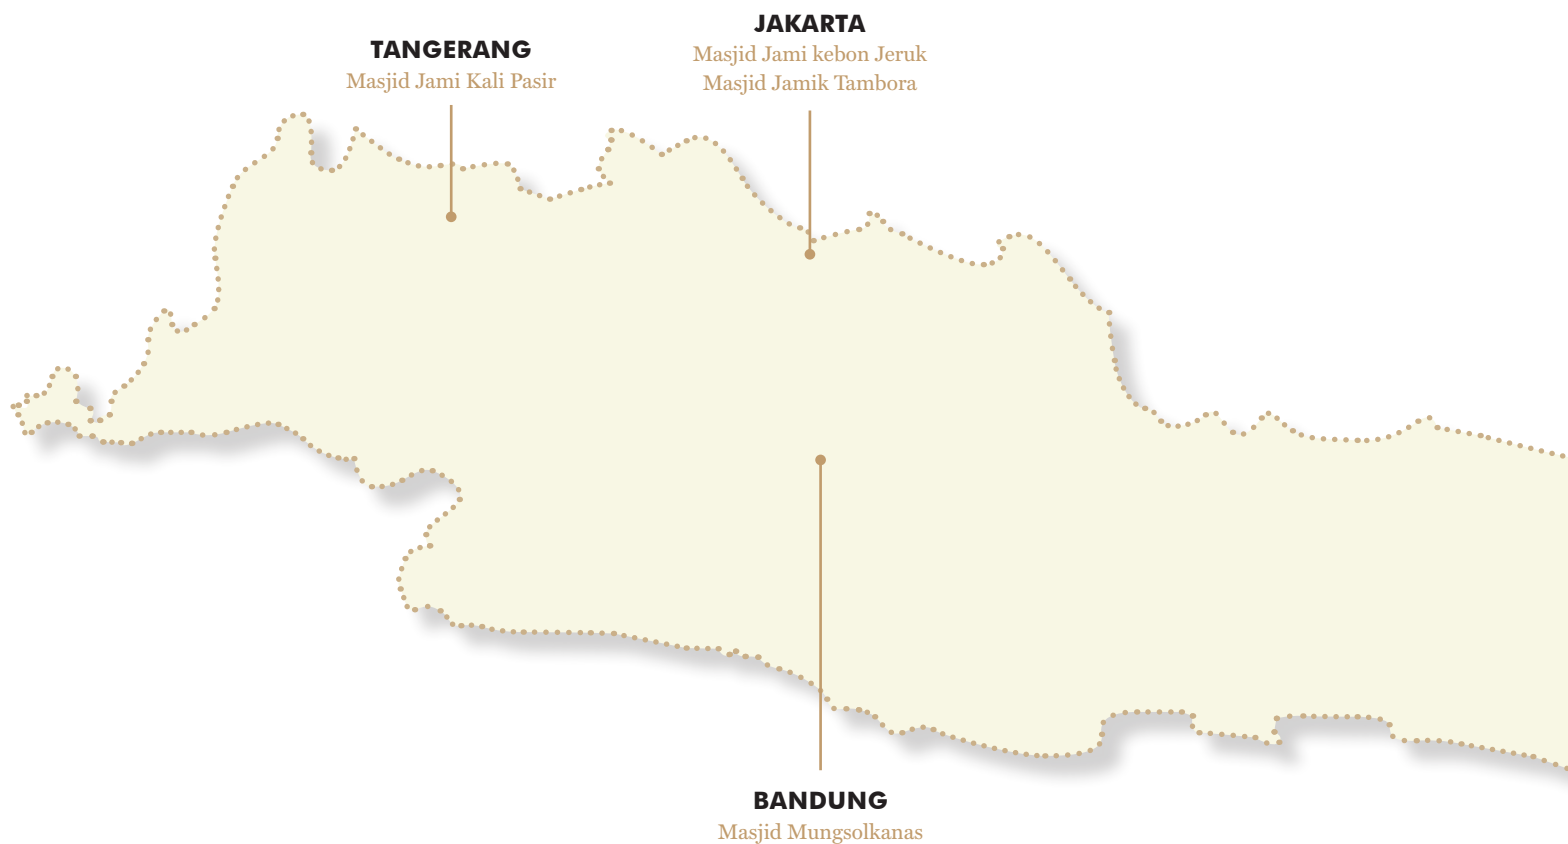 TANGERANG
Masjid Jami Kali Pasir
JAKARTA
Masjid Jami kebon Jeruk
Masjid Jamik Tambora
BANDUNG
Masjid Mungsolkanas